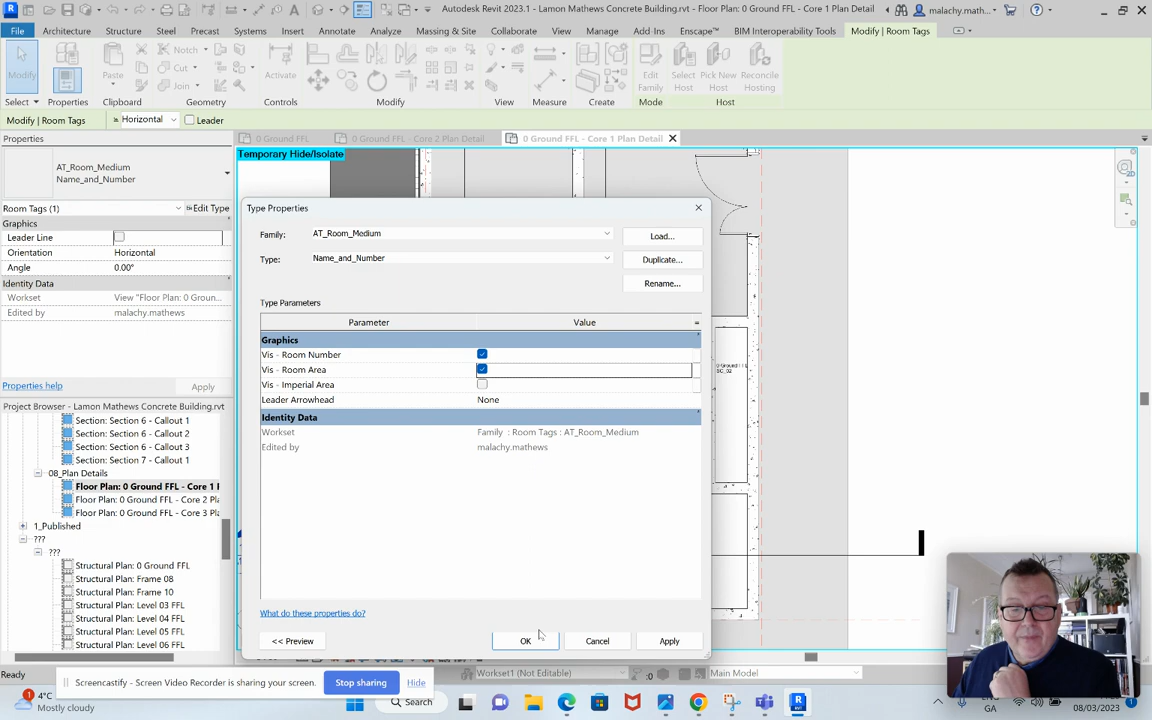 Autodesk Revit 2023.1 - Lamon Mathews Concrete Building.rvt - Floor Plan: 0 Ground FFL - Core 1 Plan Detail
malachy.math...
File Architecture Structure Steel Precast Systems Insert Annotate Analyze Massing & Site Collaborate View Manage Add-Ins Enscape™ BIM Interoperability Tools Modify | Room Tags
Modify Properties Paste Notch Cut Join Activate Edit Family Select Host Pick New Host Reconcile Hosting
Select Properties Clipboard Geometry Controls Modify View Measure Create Mode Host
Modify | Room Tags Horizontal Leader
Properties
0 Ground FFL 0 Ground FFL - Core 2 Plan Detail 0 Ground FFL - Core 1 Plan Detail
Temporary Hide/Isolate
AT_Room_Medium
Name_and_Number
Room Tags (1) Edit Type
Graphics
Leader Line
Orientation Horizontal
Angle 0.00°
Identity Data
Workset View "Floor Plan: 0 Groun...
Edited by malachy.mathews
Properties help Apply
Type Properties
Family: AT_Room_Medium Load...
Type: Name_and_Number Duplicate...
Rename...
Type Parameters
Parameter Value =
Graphics
Vis - Room Number
Vis - Room Area
Vis - Imperial Area
Leader Arrowhead None
Identity Data
Workset Family : Room Tags : AT_Room_Medium
Edited by malachy.mathews
What do these properties do?
<< Preview OK Cancel Apply
Project Browser - Lamon Mathews Concrete Building.rvt
Section: Section 6 - Callout 1
Section: Section 6 - Callout 2
Section: Section 6 - Callout 3
Section: Section 7 - Callout 1
08_Plan Details
Floor Plan: 0 Ground FFL - Core 1 P
Floor Plan: 0 Ground FFL - Core 2 Pla
Floor Plan: 0 Ground FFL - Core 3 Pla
1_Published
???
???
Structural Plan: 0 Ground FFL
Structural Plan: Frame 08
Structural Plan: Frame 10
Structural Plan: Level 03 FFL
Structural Plan: Level 04 FFL
Structural Plan: Level 05 FFL
Structural Plan: Level 06 FFL
Ready Workset1 (Not Editable) :0 Main Model
Screencastify - Screen Video Recorder is sharing your screen. Stop sharing Hide
4°C
Mostly cloudy
Search
GA
08/03/2023